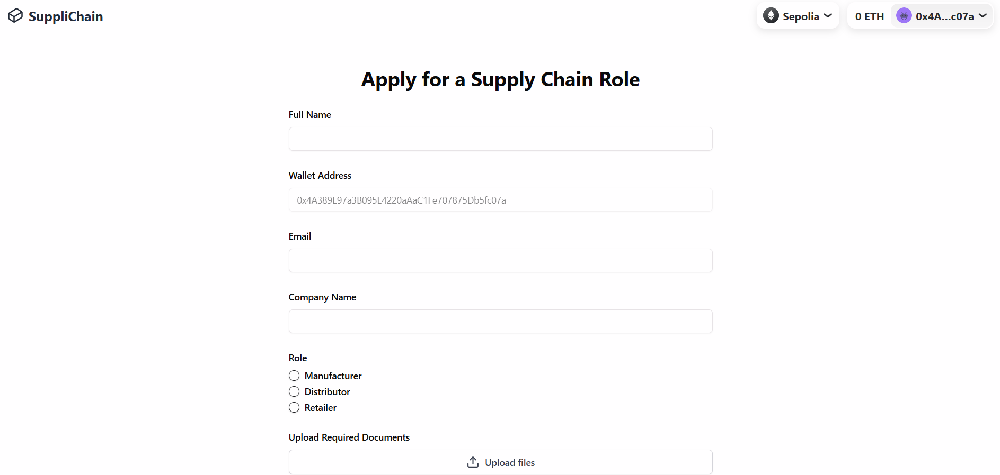 SuppliChain
Sepolia
0 ETH
0x4A...c07a
Apply for a Supply Chain Role
Full Name
Wallet Address
0x4A389E97a3B095E4220aAaC1Fe707875Db5fc07a
Email
Company Name
Role
Manufacturer
Distributor
Retailer
Upload Required Documents
Upload files